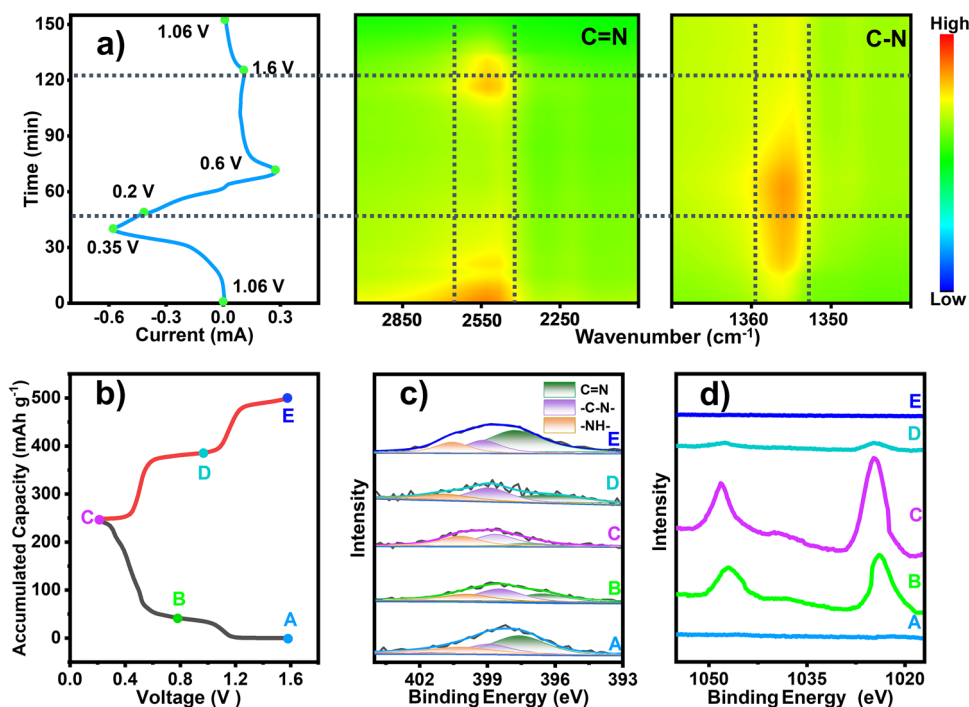 a)
Time (min)
150
120
90
60
30
0
1.06 V
1.6 V
0.6 V
0.2 V
0.35 V
1.06 V
-0.6 -0.3 0.0 0.3
Current (mA)
C=N
2850 2550 2250
C-N
1360 1350
Wavenumber (cm-1)
High
Low
b)
Accumulated Capacity (mAh g-1)
500
400
300
200
100
0
E
D
C
B
A
0.0 0.4 0.8 1.2 1.6
Voltage (V )
c)
Intensity
C=N
-C-N-
-NH-
E
D
C
B
A
402 399 396 393
Binding Energy (eV)
d)
Intensity
E
D
C
B
A
1050 1035 1020
Binding Energy (eV)